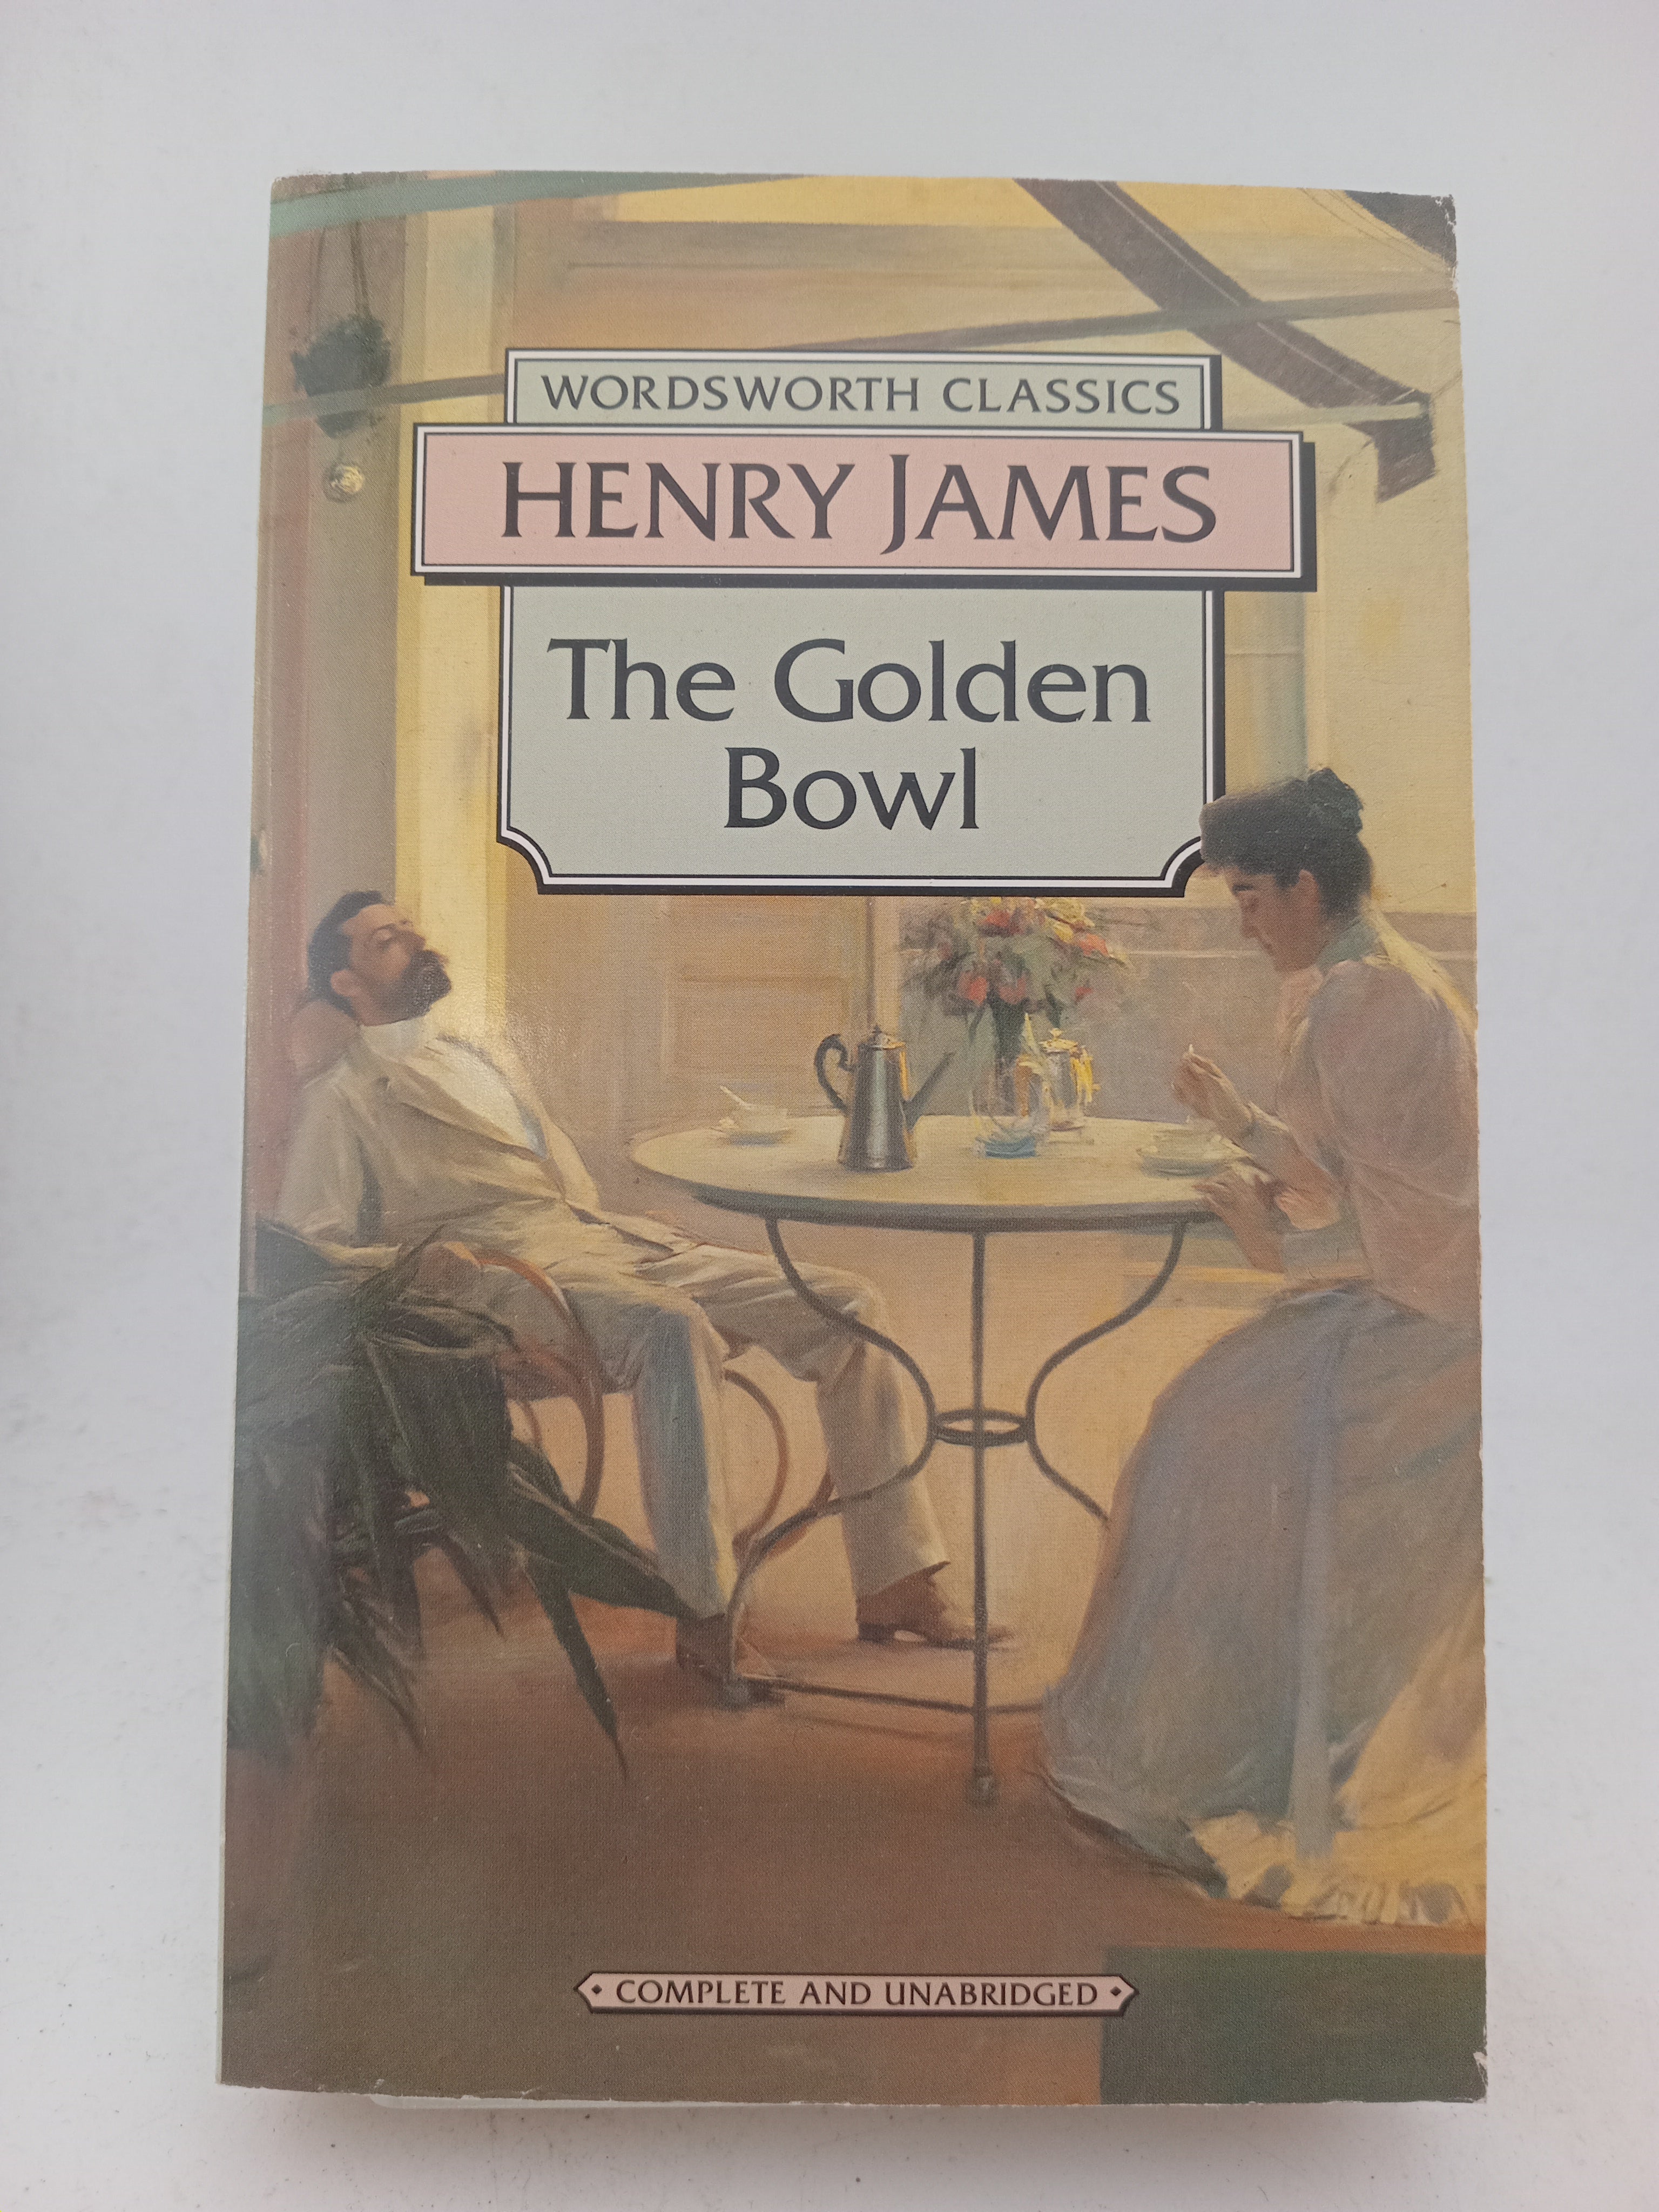 WORDSWORTH CLASSICS
HENRY JAMES
The Golden
Bowl
COMPLETE AND UNABRIDGED